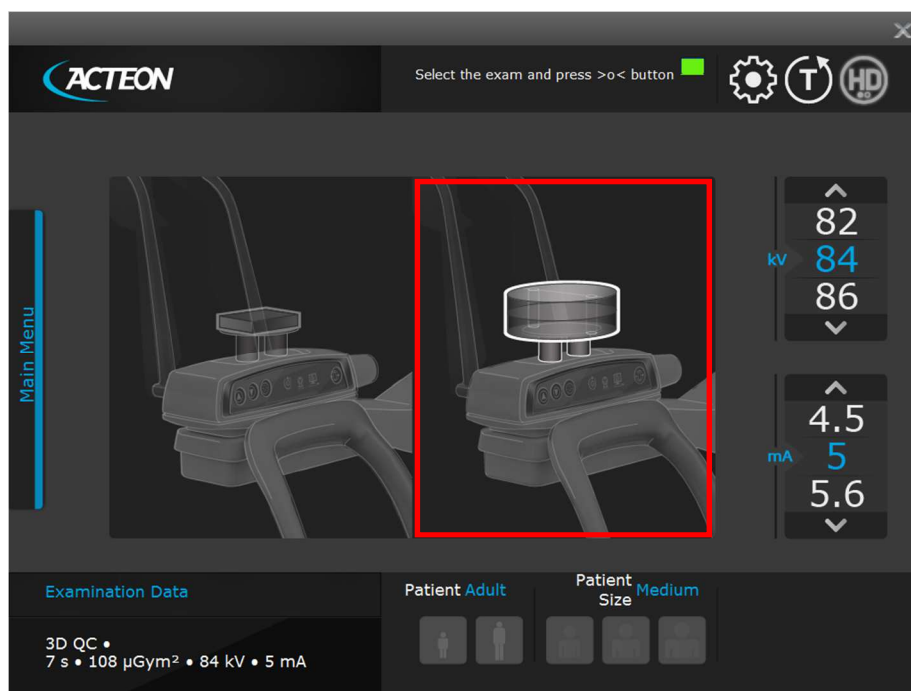 ACTEON
Select the exam and press >o< button
T
HD
Main Menu
82
kV 84
86
4.5
mA 5
5.6
Examination Data
Patient Adult
Patient Size Medium
3D QC •
7 s • 108 µGym² • 84 kV • 5 mA